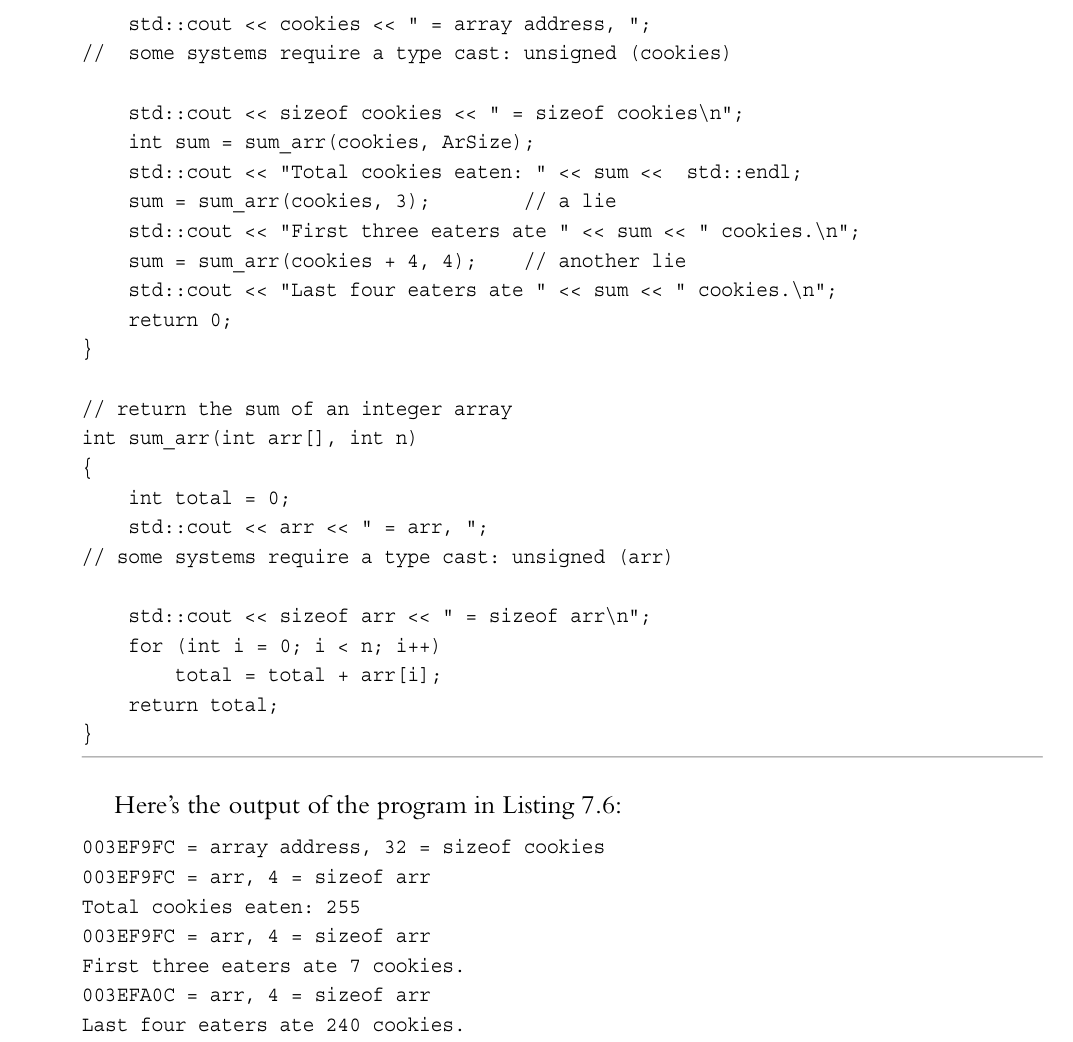 std::cout << cookies << " = array address, ";
//  some systems require a type cast: unsigned (cookies)

    std::cout << sizeof cookies << " = sizeof cookies\n";
    int sum = sum_arr(cookies, ArSize);
    std::cout << "Total cookies eaten: " << sum <<  std::endl;
    sum = sum_arr(cookies, 3);        // a lie
    std::cout << "First three eaters ate " << sum << " cookies.\n";
    sum = sum_arr(cookies + 4, 4);    // another lie
    std::cout << "Last four eaters ate " << sum << " cookies.\n";
    return 0;
}

// return the sum of an integer array
int sum_arr(int arr[], int n)
{
    int total = 0;
    std::cout << arr << " = arr, ";
// some systems require a type cast: unsigned (arr)

    std::cout << sizeof arr << " = sizeof arr\n";
    for (int i = 0; i < n; i++)
        total = total + arr[i];
    return total;
}
Here's the output of the program in Listing 7.6:
003EF9FC = array address, 32 = sizeof cookies
003EF9FC = arr, 4 = sizeof arr
Total cookies eaten: 255
003EF9FC = arr, 4 = sizeof arr
First three eaters ate 7 cookies.
003EFA0C = arr, 4 = sizeof arr
Last four eaters ate 240 cookies.